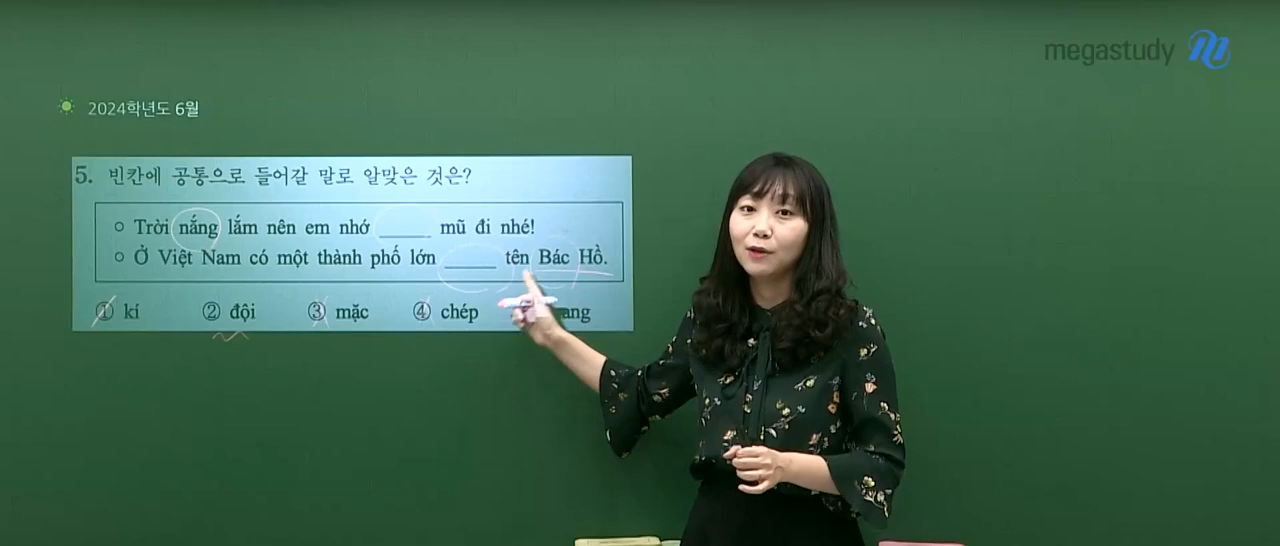 megastudy
2024학년도 6월
5. 빈칸에 공통으로 들어갈 말로 알맞은 것은?
○ Trời nắng lắm nên em nhớ _____ mũ đi nhé!
○ Ở Việt Nam có một thành phố lớn _____ tên Bác Hồ.
① kí ② đội ③ mặc ④ chép